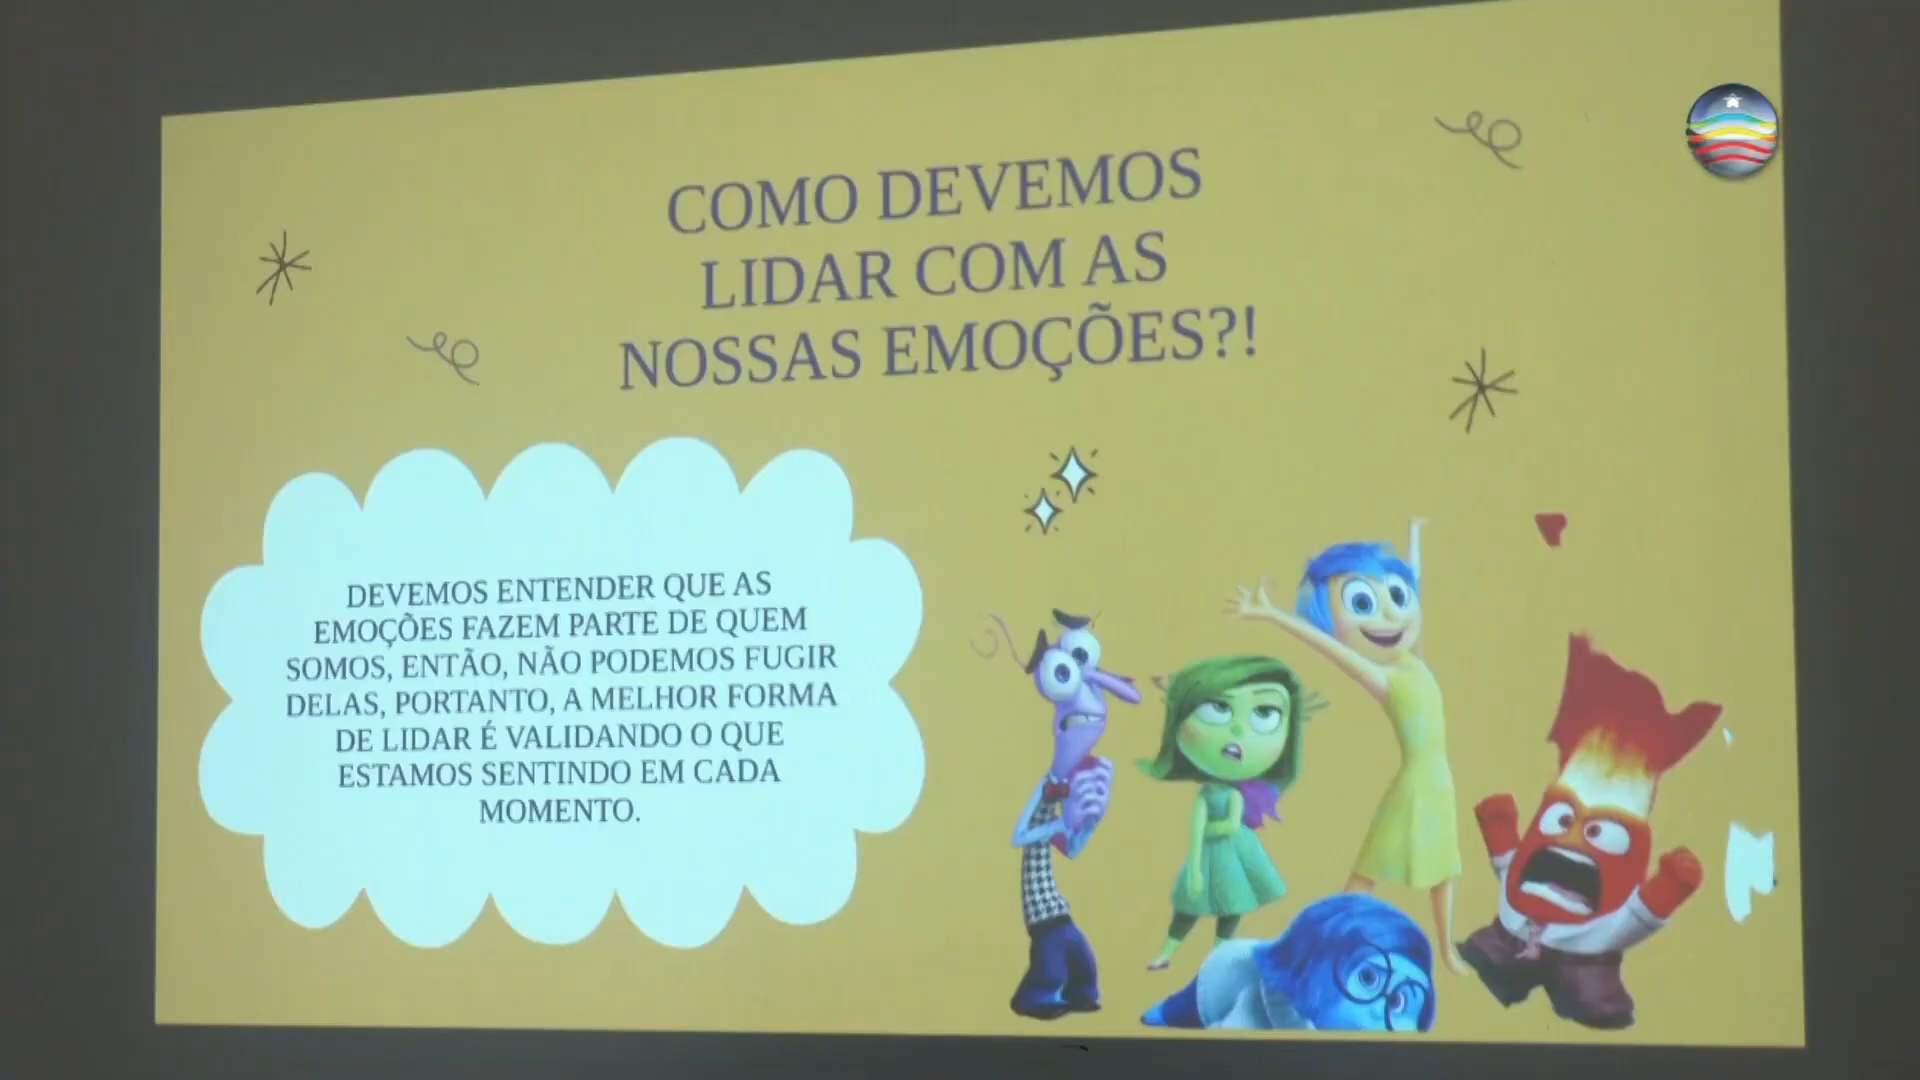 COMO DEVEMOS
LIDAR COM AS
NOSSAS EMOÇÕES?!
DEVEMOS ENTENDER QUE AS
EMOÇÕES FAZEM PARTE DE QUEM
SOMOS, ENTÃO, NÃO PODEMOS FUGIR
DELAS, PORTANTO, A MELHOR FORMA
DE LIDAR É VALIDANDO O QUE
ESTAMOS SENTINDO EM CADA
MOMENTO.